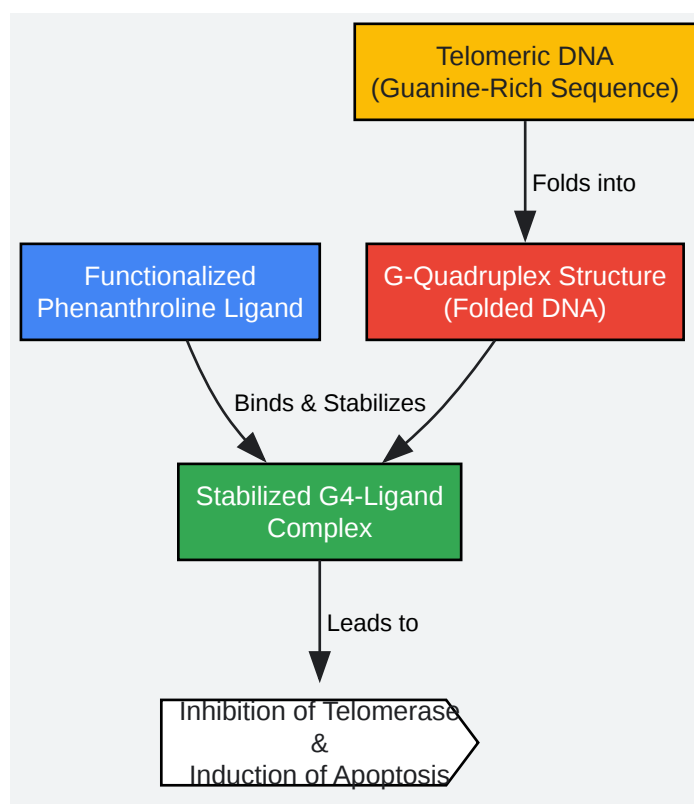 Telomeric DNA
(Guanine-Rich Sequence)
Folds into
Functionalized
Phenanthroline Ligand
G-Quadruplex Structure
(Folded DNA)
Binds & Stabilizes
Stabilized G4-Ligand
Complex
Leads to
Inhibition of Telomerase
&
Induction of Apoptosis